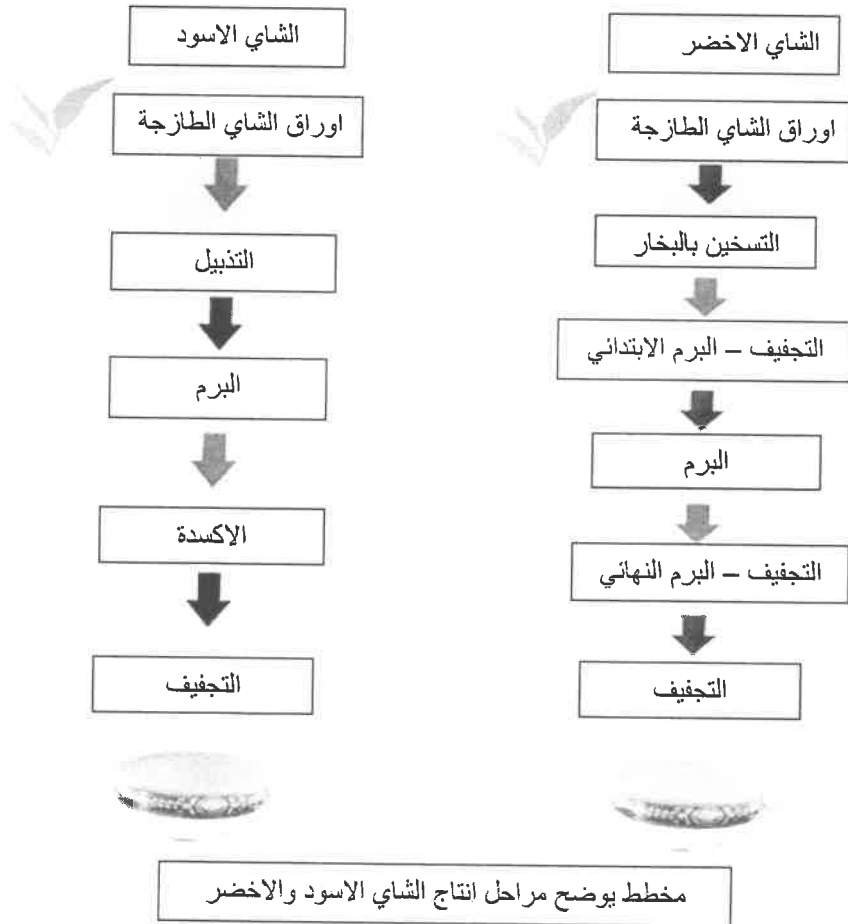 الشاي الاخضر
اوراق الشاي الطازجة
التسخين بالبخار
التجفيف – البرم الابتدائي
البرم
التجفيف – البرم النهائي
التجفيف
الشاي الاسود
اوراق الشاي الطازجة
التذبيل
البرم
الاكسدة
التجفيف
مخطط يوضح مراحل انتاج الشاي الاسود والاخضر